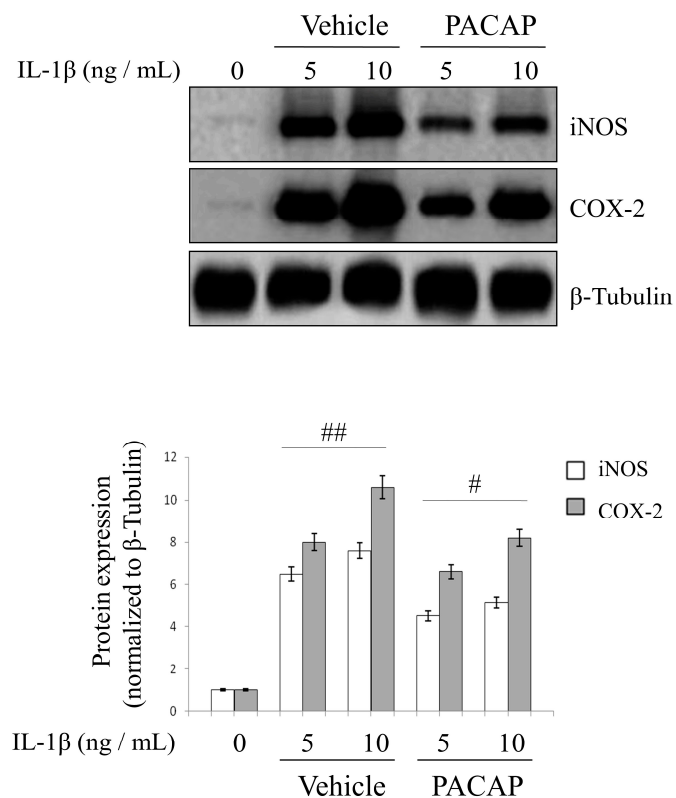 Vehicle PACAP
IL-1β (ng / mL) 0 5 10 5 10
iNOS
COX-2
β-Tubulin
##
#
iNOS
COX-2
Protein expression
(normalized to β-Tubulin)
12
10
8
6
4
2
0
IL-1β (ng / mL) 0 5 10 5 10
Vehicle PACAP